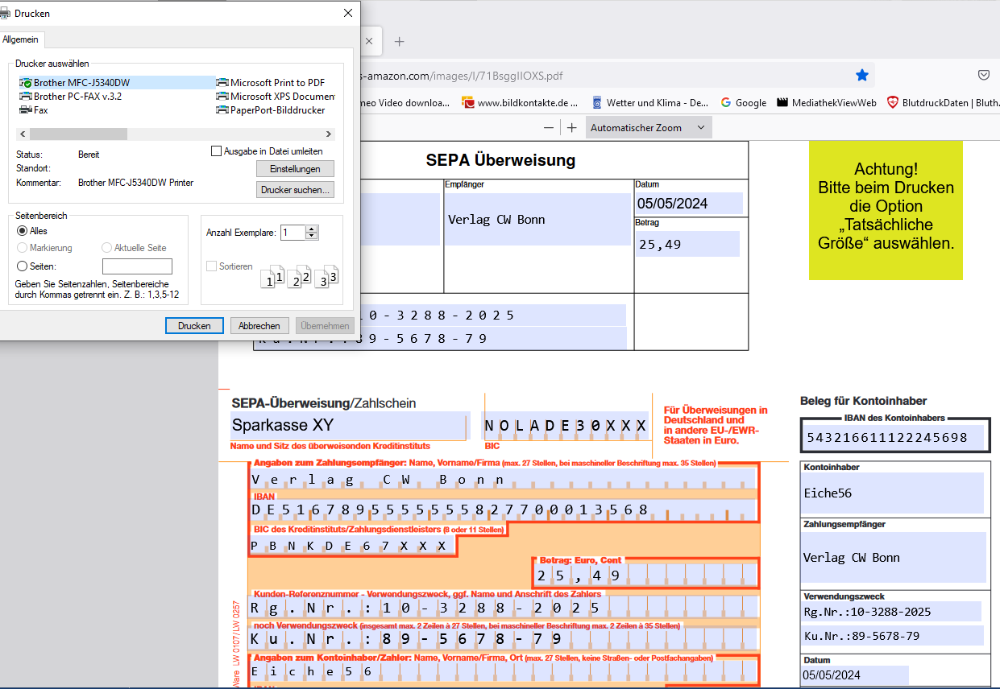 Drucken
Allgemein
Drucker auswählen
Brother MFC-J5340DW
Brother PC-FAX v.3.2
Fax
Microsoft Print to PDF
Microsoft XPS Documen
PaperPort-Bilddrucker
Status: Bereit
Standort:
Kommentar: Brother MFC-J5340DW Printer
Ausgabe in Datei umleiten
Einstellungen
Drucker suchen...
Seitenbereich
Alles
Markierung Aktuelle Seite
Seiten:
Geben Sie Seitenzahlen, Seitenbereiche
durch Kommas getrennt ein. Z. B.: 1,3,5-12
Anzahl Exemplare: 1
Sortieren
1 1 2 2 3 3
Drucken Abbrechen Übernehmen
s-amazon.com/images/I/71BsggIIOXS.pdf
meo Video downloa... www.bildkontakte.de ... Wetter und Klima - De... Google MediathekViewWeb BlutdruckDaten | Bluth.
Automatischer Zoom
SEPA Überweisung
Empfänger
Verlag CW Bonn
Datum
05/05/2024
Betrag
25,49
10-3288-2025
Ku.Nr.:89-5678-79
Achtung!
Bitte beim Drucken
die Option
„Tatsächliche
Größe“ auswählen.
SEPA-Überweisung/Zahlschein
Sparkasse XY
Name und Sitz des überweisenden Kreditinstituts
NOLADE30XXX
BIC
Für Überweisungen in
Deutschland und
in andere EU-/EWR-
Staaten in Euro.
Angaben zum Zahlungsempfänger: Name, Vorname/Firma (max. 27 Stellen, bei maschineller Beschriftung max. 35 Stellen)
Verlag CW Bonn
IBAN
DE516789555555827700013568
BIC des Kreditinstituts/Zahlungsdienstleisters (8 oder 11 Stellen)
PBNKDE67XXX
Betrag: Euro, Cent
25,49
Kunden-Referenznummer - Verwendungszweck, ggf. Name und Anschrift des Zahlers
Rg.Nr.:10-3288-2025
noch Verwendungszweck (insgesamt max. 2 Zeilen à 27 Stellen, bei maschineller Beschriftung max. 2 Zeilen à 35 Stellen)
Ku.Nr.:89-5678-79
Angaben zum Kontoinhaber/Zahler: Name, Vorname/Firma, Ort (max. 27 Stellen, keine Straßen- oder Postfachangaben)
Eiche56
Ware LW 0107/LW 0257
Beleg für Kontoinhaber
IBAN des Kontoinhabers
543216611122245698
Kontoinhaber
Eiche56
Zahlungsempfänger
Verlag CW Bonn
Verwendungszweck
Rg.Nr.:10-3288-2025
Ku.Nr.:89-5678-79
Datum
05/05/2024